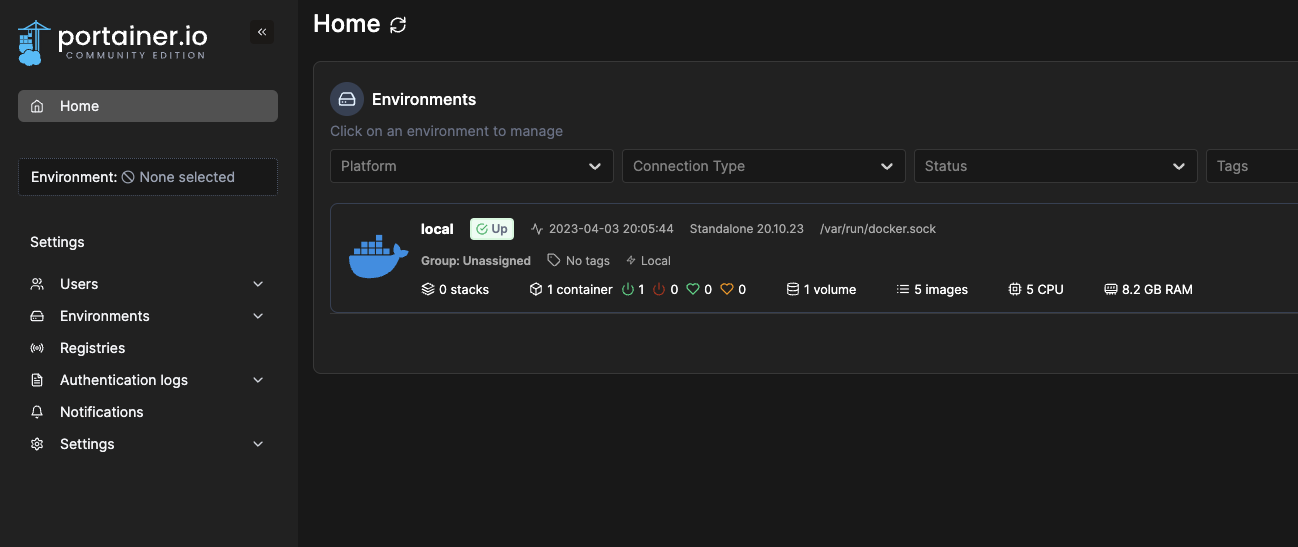 portainer.io
COMMUNITY EDITION
«
Home
Environment: None selected
Settings
Users
Environments
Registries
Authentication logs
Notifications
Settings
Home
Environments
Click on an environment to manage
Platform Connection Type Status Tags
local Up 2023-04-03 20:05:44 Standalone 20.10.23 /var/run/docker.sock
Group: Unassigned No tags Local
0 stacks 1 container 1 0 0 0 1 volume 5 images 5 CPU 8.2 GB RAM